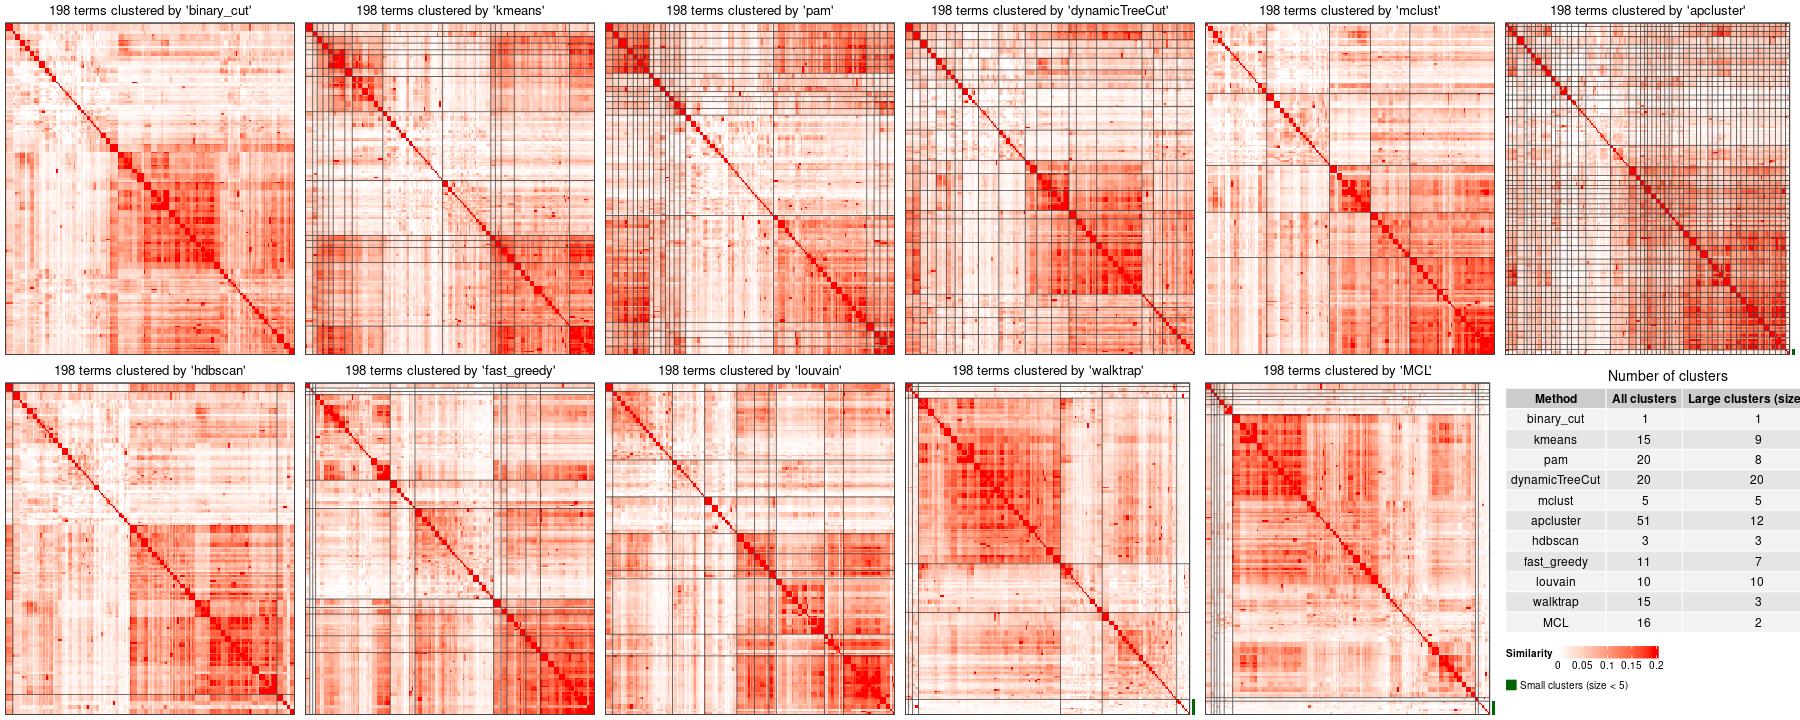 198 terms clustered by 'binary_cut'
198 terms clustered by 'kmeans'
198 terms clustered by 'pam'
198 terms clustered by 'dynamicTreeCut'
198 terms clustered by 'mclust'
198 terms clustered by 'apcluster'
198 terms clustered by 'hdbscan'
198 terms clustered by 'fast_greedy'
198 terms clustered by 'louvain'
198 terms clustered by 'walktrap'
198 terms clustered by 'MCL'
Number of clusters
Method All clusters Large clusters (size
binary_cut 1 1
kmeans 15 9
pam 20 8
dynamicTreeCut 20 20
mclust 5 5
apcluster 51 12
hdbscan 3 3
fast_greedy 11 7
louvain 10 10
walktrap 15 3
MCL 16 2
Similarity
0 0.05 0.1 0.15 0.2
Small clusters (size < 5)